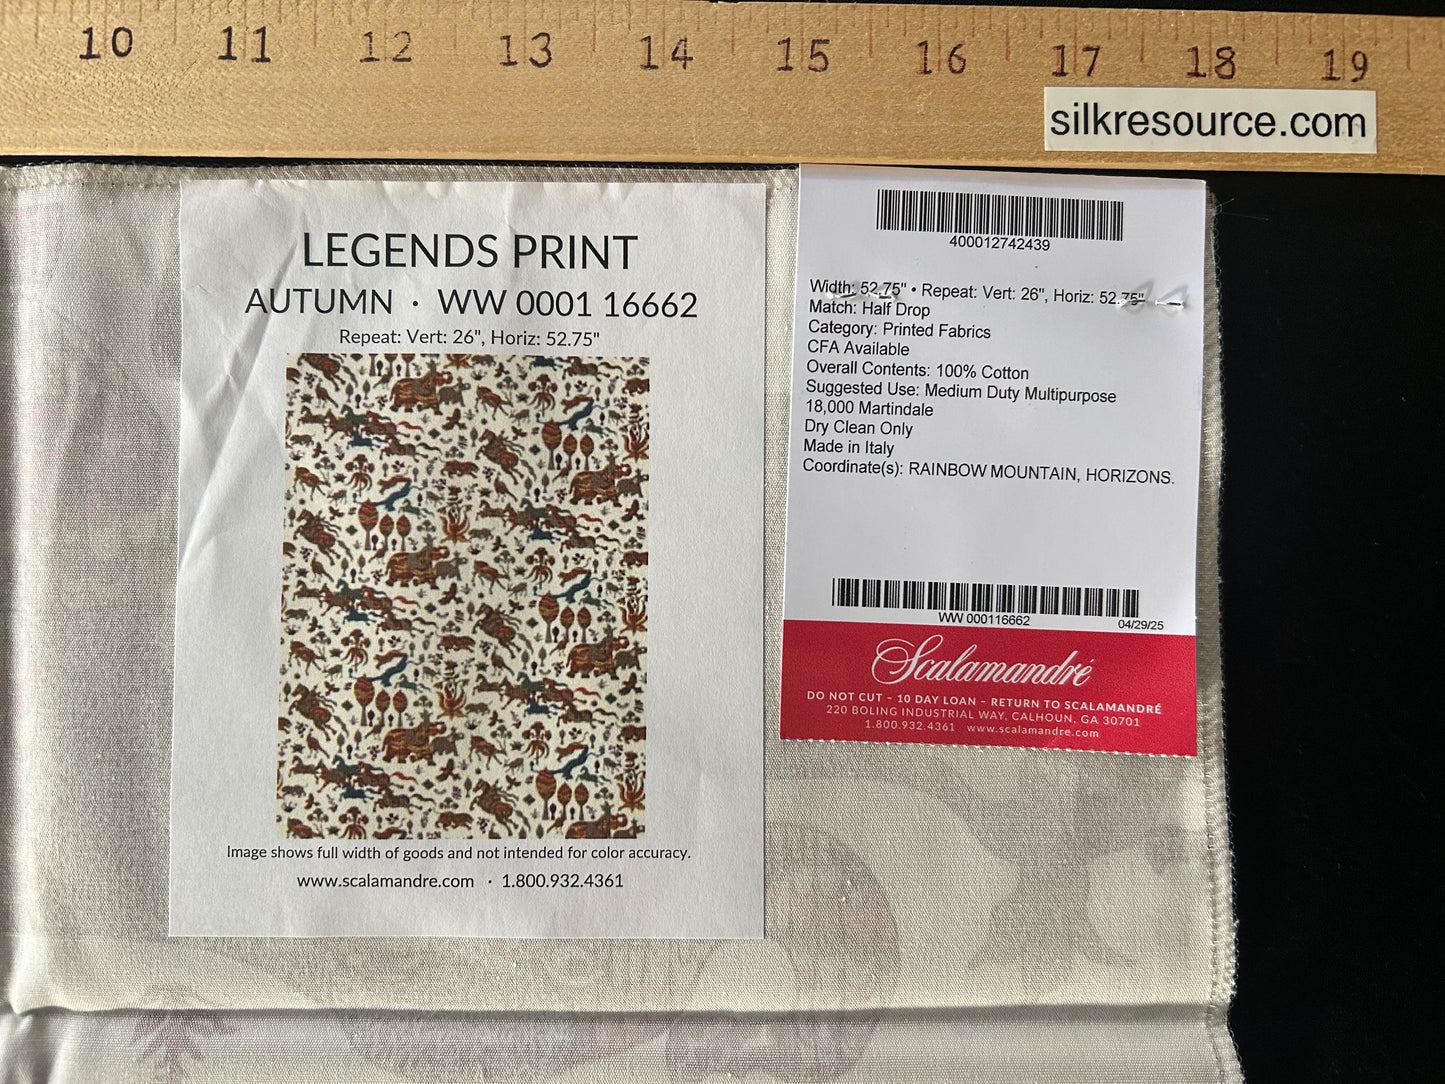 10 11 12 13 14 15 16 17 18 19
silkresource.com
LEGENDS PRINT
AUTUMN · WW 0001 16662
Repeat: Vert: 26", Horiz: 52.75"
Image shows full width of goods and not intended for color accuracy.
www.scalamandre.com · 1.800.932.4361
400012742439
Width: 52.75" • Repeat: Vert: 26", Horiz: 52.75"
Match: Half Drop
Category: Printed Fabrics
CFA Available
Overall Contents: 100% Cotton
Suggested Use: Medium Duty Multipurpose
18,000 Martindale
Dry Clean Only
Made in Italy
Coordinate(s): RAINBOW MOUNTAIN, HORIZONS.
WW 000116662 04/29/25
Scalamandré
DO NOT CUT – 10 DAY LOAN – RETURN TO SCALAMANDRÉ
220 BOLING INDUSTRIAL WAY, CALHOUN, GA 30701
1.800.932.4361 www.scalamandre.com